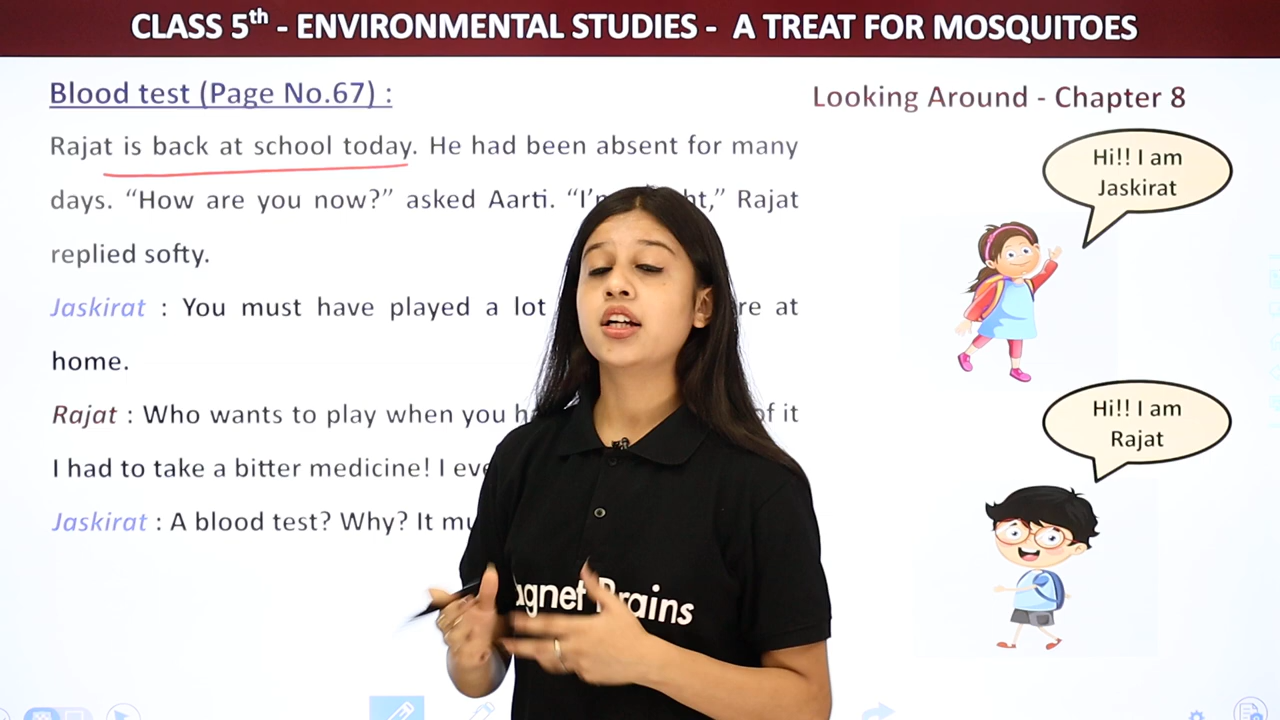 CLASS 5th - ENVIRONMENTAL STUDIES - A TREAT FOR MOSQUITOES
Blood test (Page No.67) :
Looking Around - Chapter 8
Rajat is back at school today. He had been absent for many
days. “How are you now?” asked Aarti. “I’m ht,” Rajat
replied softy.
Jaskirat : You must have played a lot re at
home.
Rajat : Who wants to play when you h of it
I had to take a bitter medicine! I eve
Jaskirat : A blood test? Why? It mu
Hi!! I am
Jaskirat
Hi!! I am
Rajat
agnet Brains